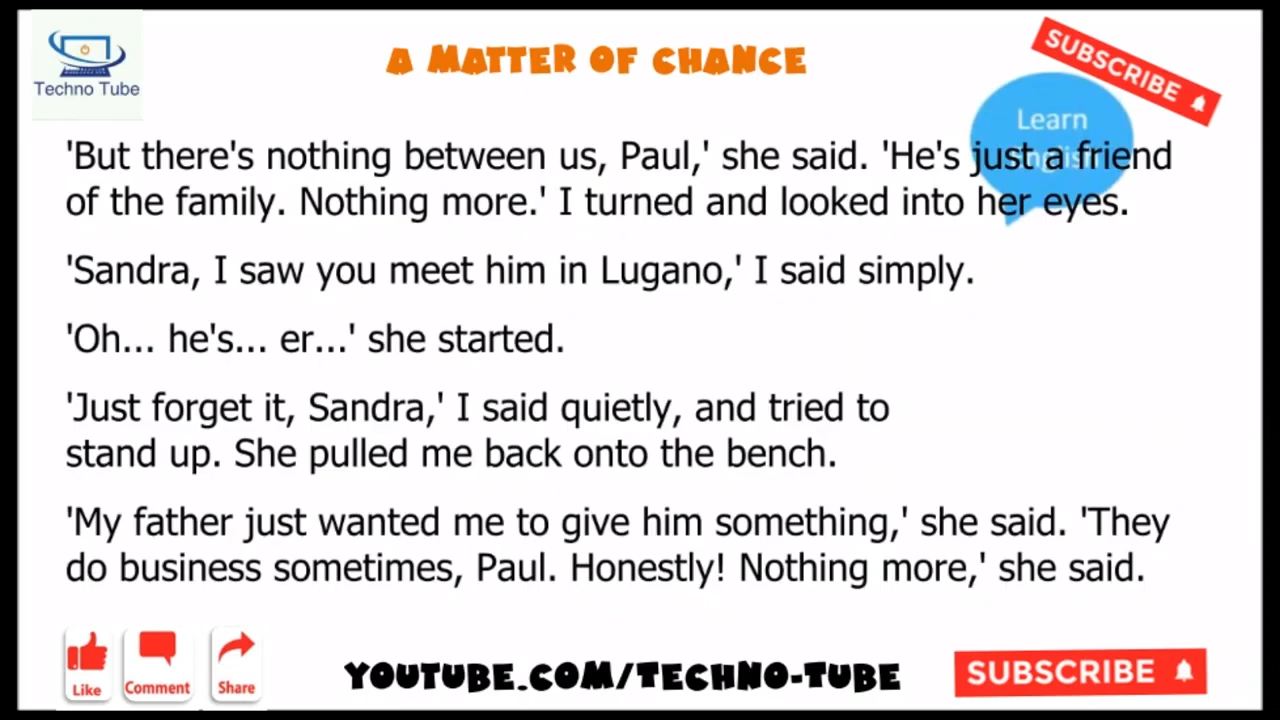 A MATTER OF CHANCE
SUBSCRIBE
Techno Tube
Learn
English
'But there's nothing between us, Paul,' she said. 'He's just a friend
of the family. Nothing more.' I turned and looked into her eyes.
'Sandra, I saw you meet him in Lugano,' I said simply.
'Oh... he's... er...' she started.
'Just forget it, Sandra,' I said quietly, and tried to
stand up. She pulled me back onto the bench.
'My father just wanted me to give him something,' she said. 'They
do business sometimes, Paul. Honestly! Nothing more,' she said.
Like
Comment
Share
YOUTUBE.COM/TECHNO-TUBE
SUBSCRIBE